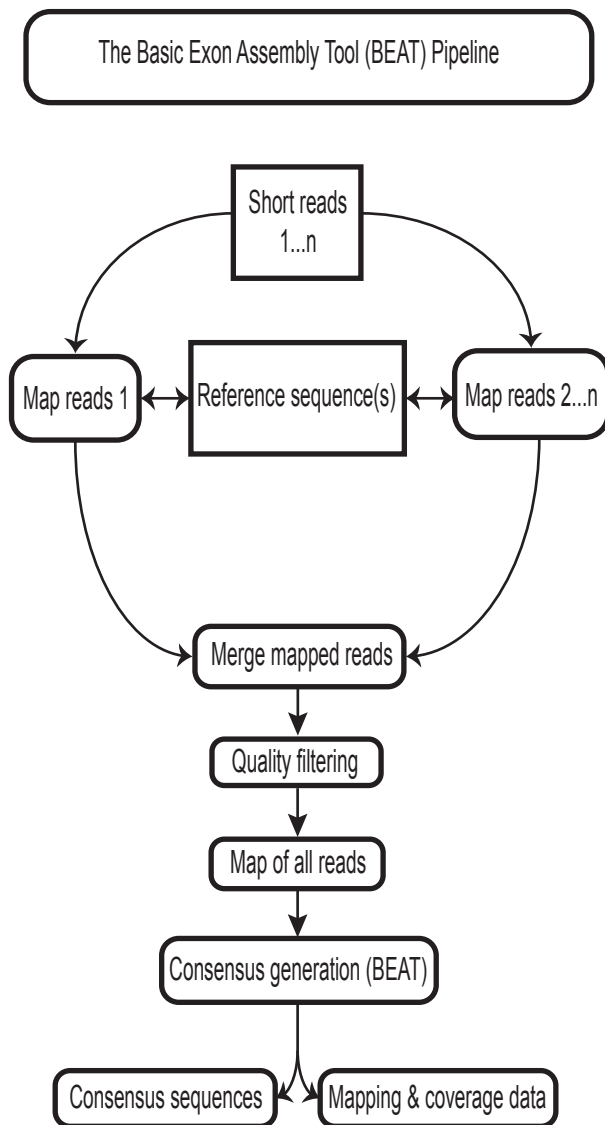 The Basic Exon Assembly Tool (BEAT) Pipeline
Short reads
1...n
Map reads 1
Reference sequence(s)
Map reads 2...n
Merge mapped reads
Quality filtering
Map of all reads
Consensus generation (BEAT)
Consensus sequences
Mapping & coverage data